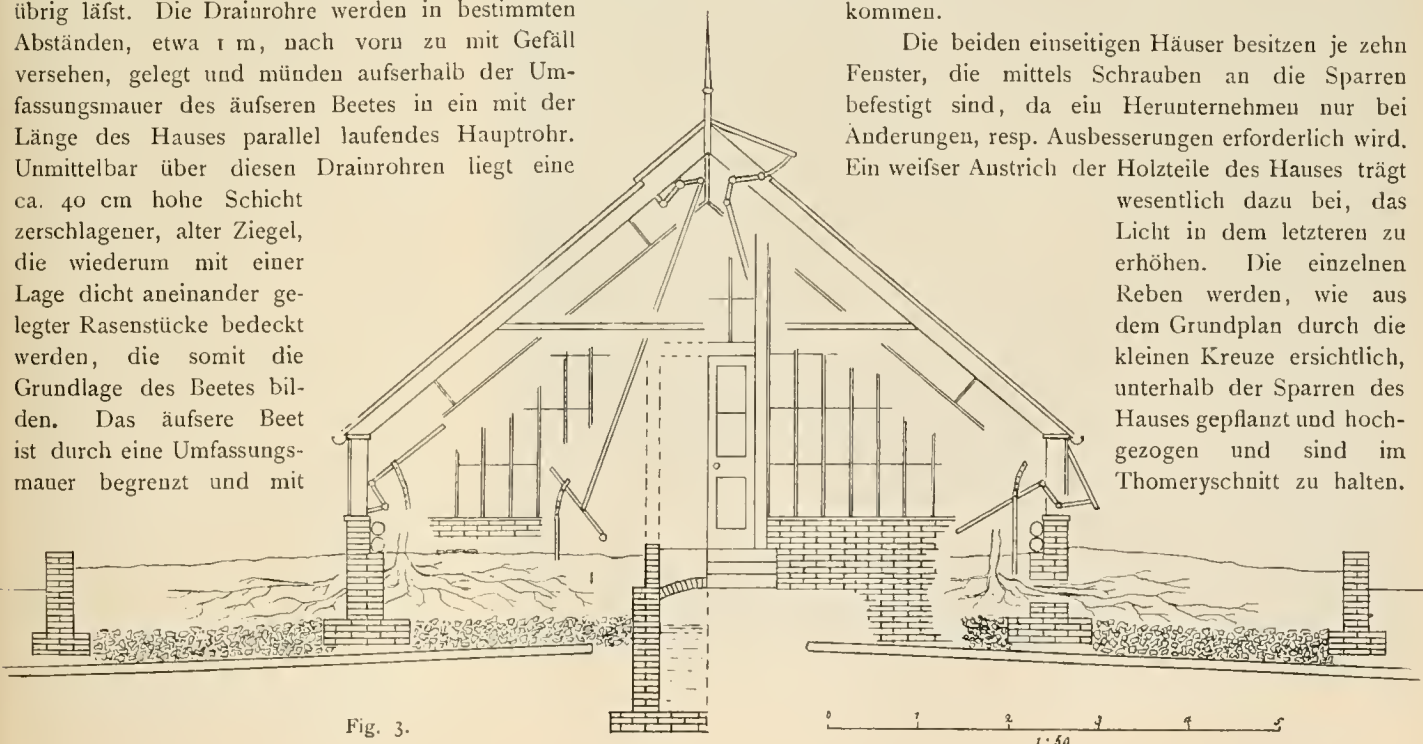 übrig läſst. Die Drainrohre werden in bestimmten
Abständen, etwa 1 m, nach vorn zu mit Gefäll
versehen, gelegt und münden auſserhalb der Um-
fassungsmauer des äuſseren Beetes in ein mit der
Länge des Hauses parallel laufendes Hauptrohr.
Unmittelbar über diesen Drainrohren liegt eine
ca. 40 cm hohe Schicht
zerschlagener, alter Ziegel,
die wiederum mit einer
Lage dicht aneinander ge-
legter Rasenstücke bedeckt
werden, die somit die
Grundlage des Beetes bil-
den. Das äuſsere Beet
ist durch eine Umfassungs-
mauer begrenzt und mit
kommen.
Die beiden einseitigen Häuser besitzen je zehn
Fenster, die mittels Schrauben an die Sparren
befestigt sind, da ein Herunternehmen nur bei
Änderungen, resp. Ausbesserungen erforderlich wird.
Ein weiſser Anstrich der Holzteile des Hauses trägt
wesentlich dazu bei, das
Licht in dem letzteren zu
erhöhen. Die einzelnen
Reben werden, wie aus
dem Grundplan durch die
kleinen Kreuze ersichtlich,
unterhalb der Sparren des
Hauses gepflanzt und hoch-
gezogen und sind im
Thomeryschnitt zu halten.
Fig. 3.
0 1 2 3 4 5
1:50